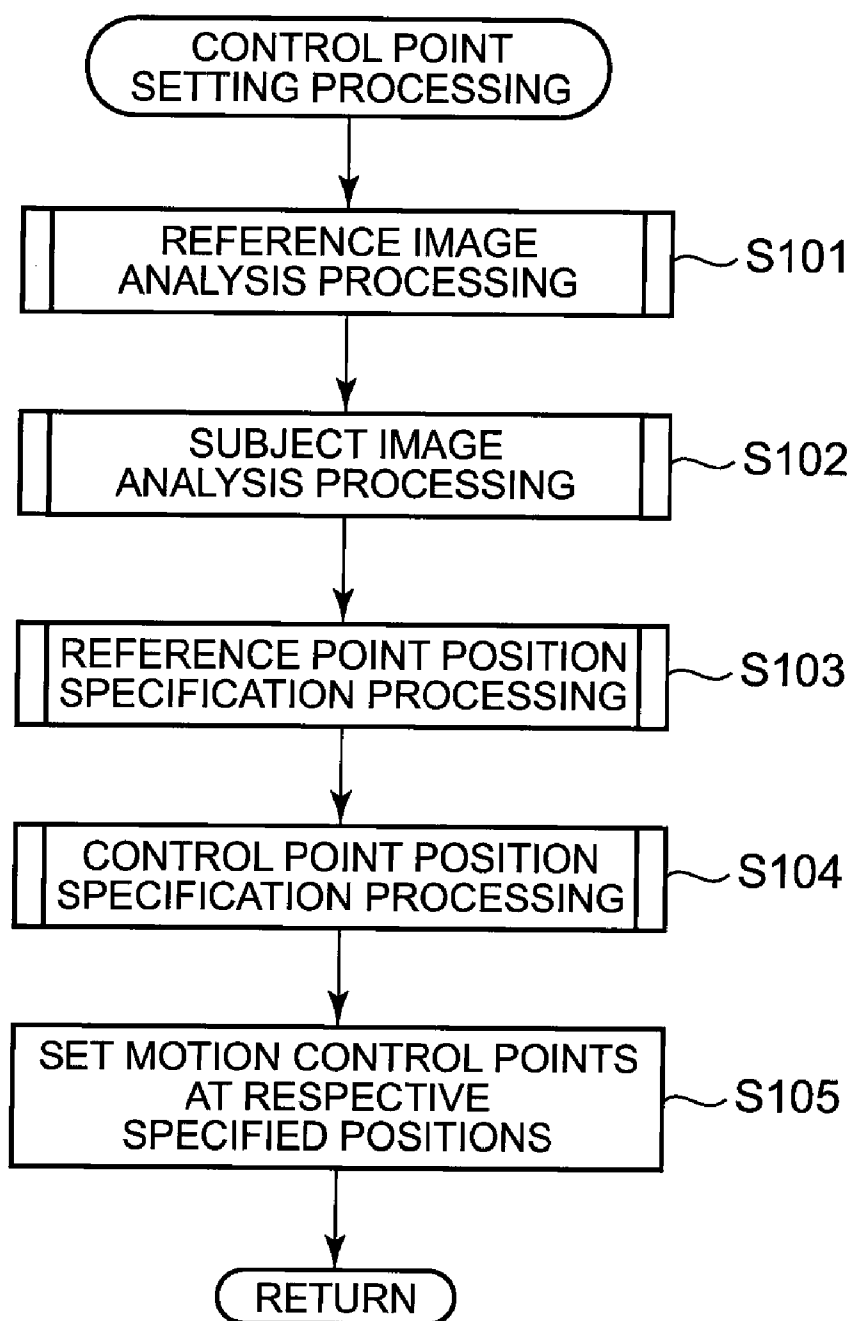 CONTROL POINT
SETTING PROCESSING
REFERENCE IMAGE
ANALYSIS PROCESSING
S101
SUBJECT IMAGE
ANALYSIS PROCESSING
S102
REFERENCE POINT POSITION
SPECIFICATION PROCESSING
S103
CONTROL POINT POSITION
SPECIFICATION PROCESSING
S104
SET MOTION CONTROL POINTS
AT RESPECTIVE
SPECIFIED POSITIONS
S105
RETURN